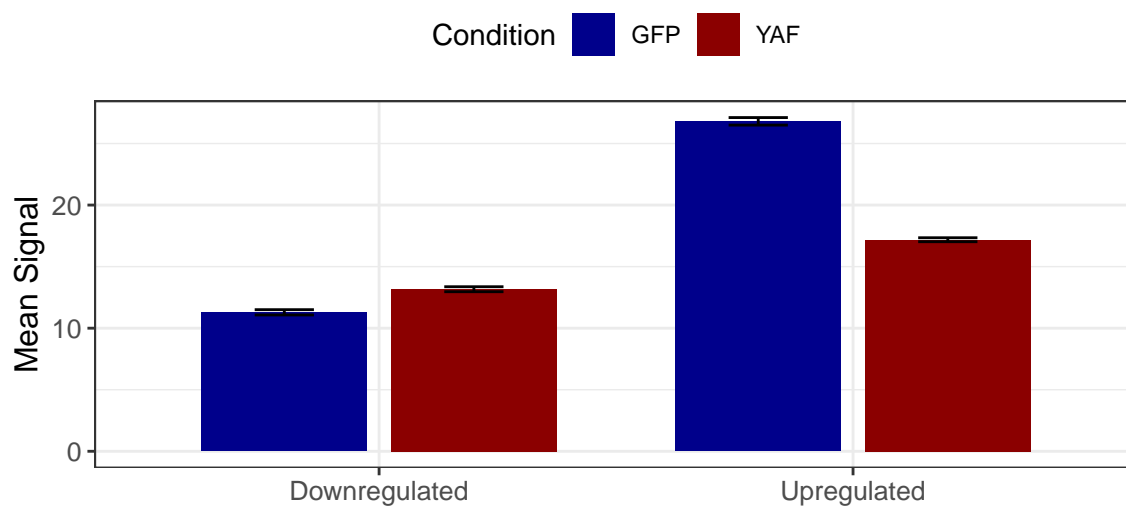 Condition GFP YAF
Mean Signal
20
10
0
Downregulated Upregulated